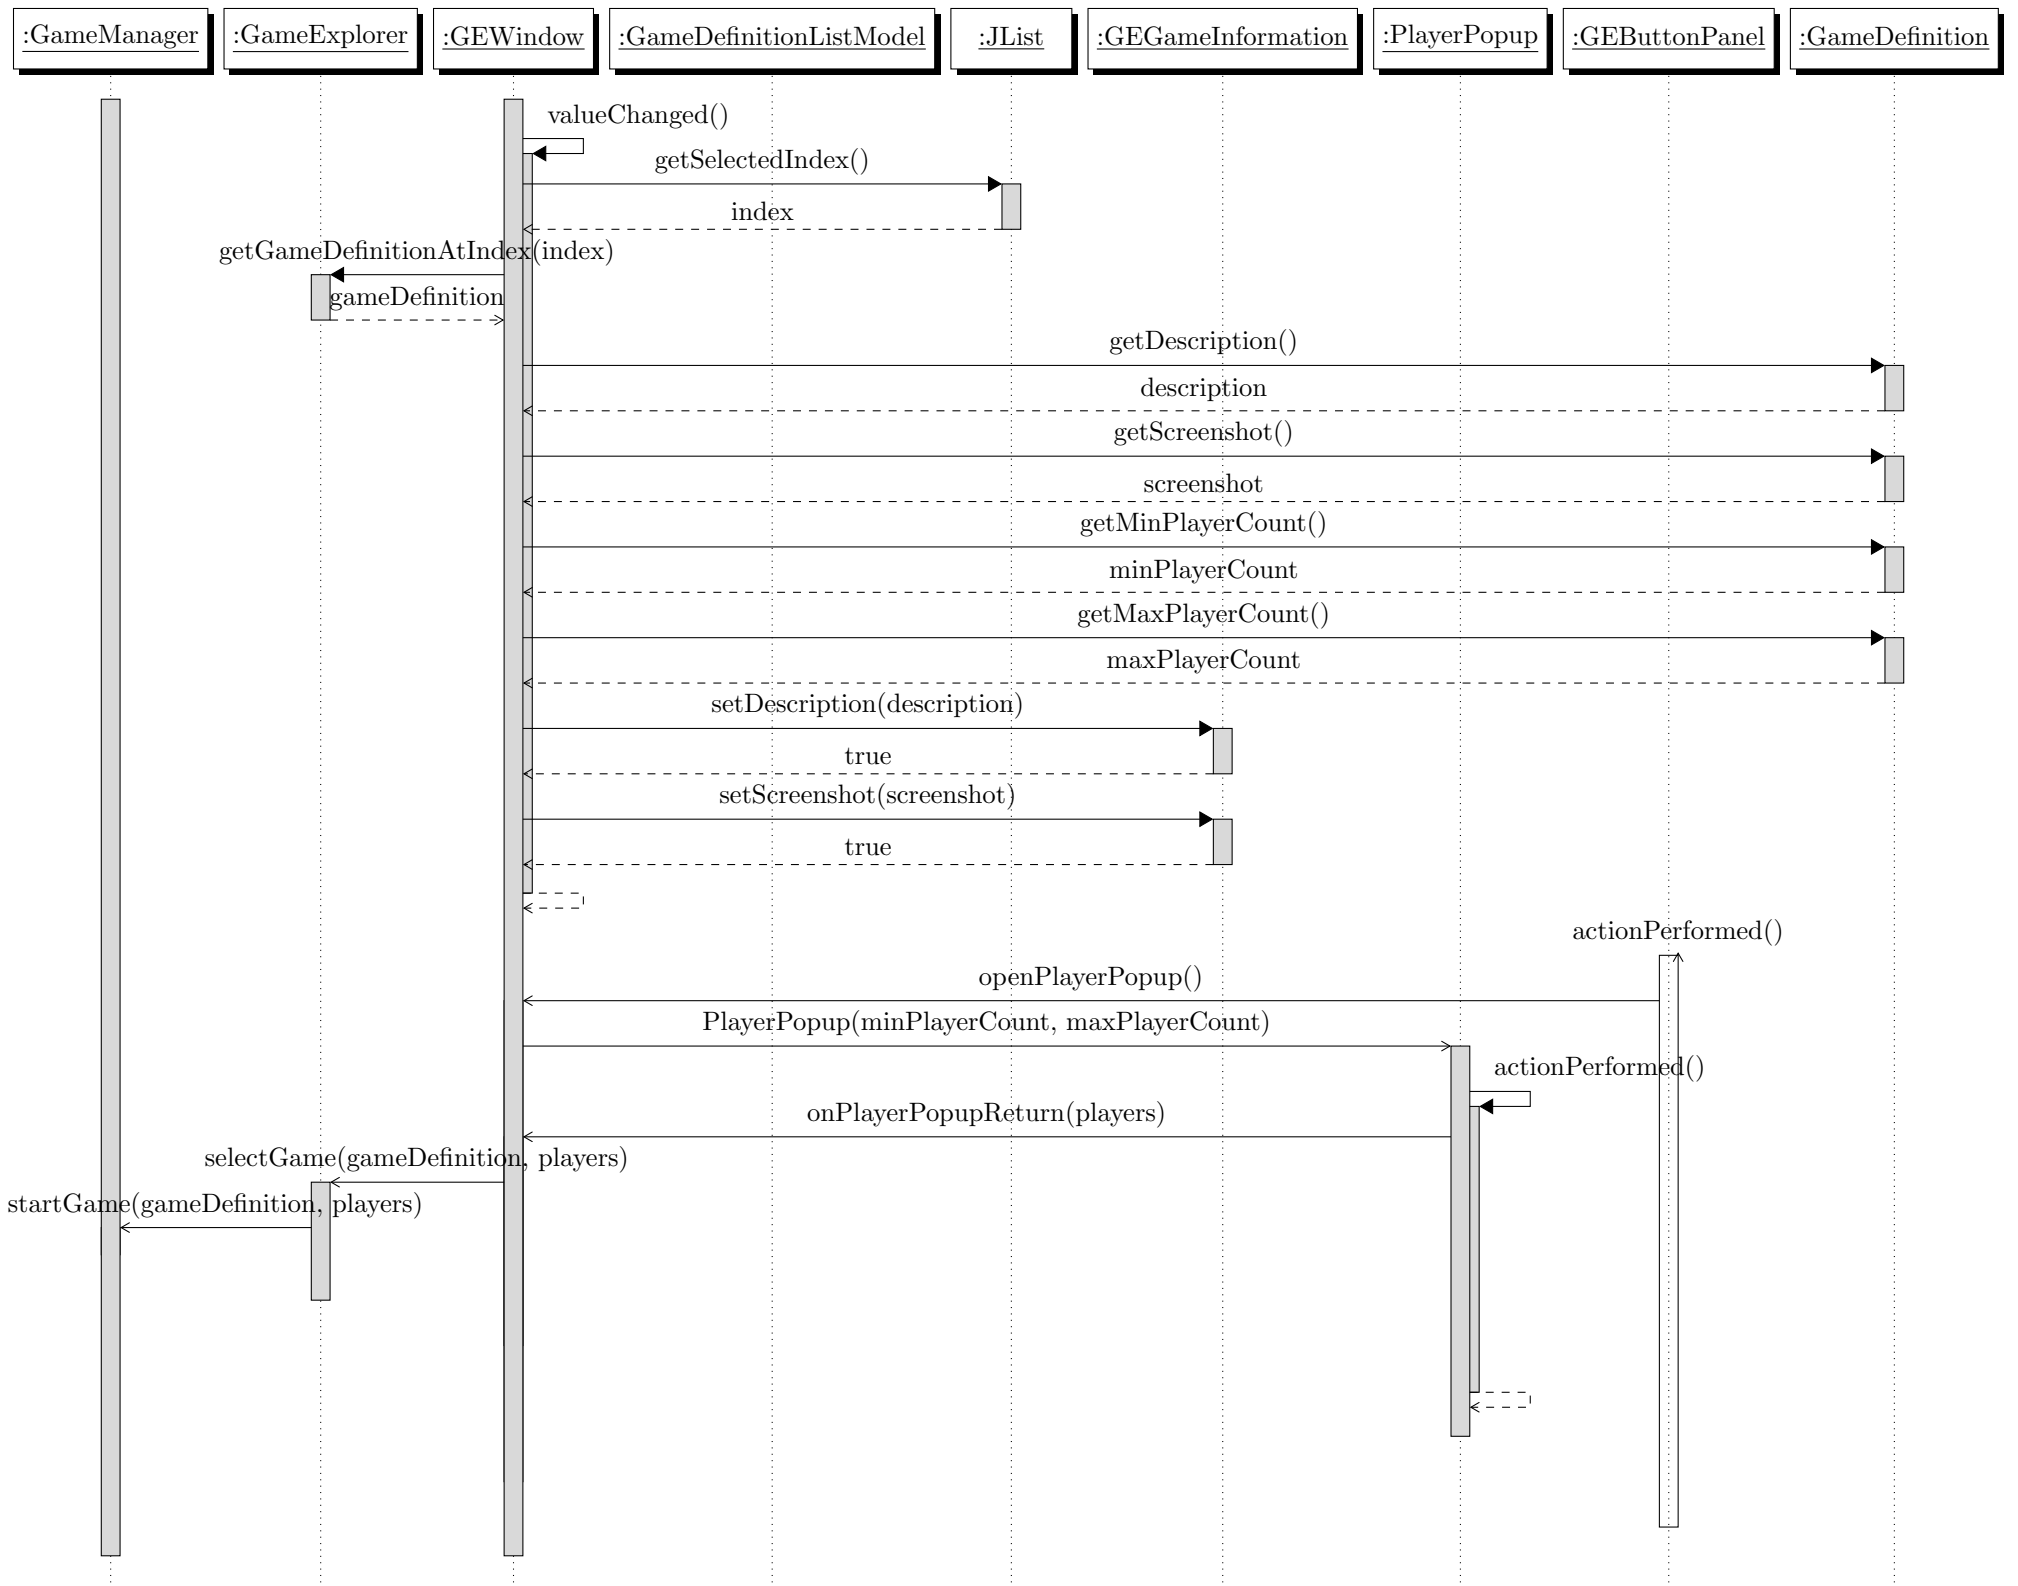 :GameManager
:GameExplorer
:GEWindow
:GameDefinitionListModel
:JList
:GEGameInformation
:PlayerPopup
:GEButtonPanel
:GameDefinition
valueChanged()
getSelectedIndex()
index
getGameDefinitionAtIndex(index)
gameDefinition
getDescription()
description
getScreenshot()
screenshot
getMinPlayerCount()
minPlayerCount
getMaxPlayerCount()
maxPlayerCount
setDescription(description)
true
setScreenshot(screenshot)
true
actionPerformed()
openPlayerPopup()
PlayerPopup(minPlayerCount, maxPlayerCount)
actionPerformed()
onPlayerPopupReturn(players)
selectGame(gameDefinition, players)
startGame(gameDefinition, players)